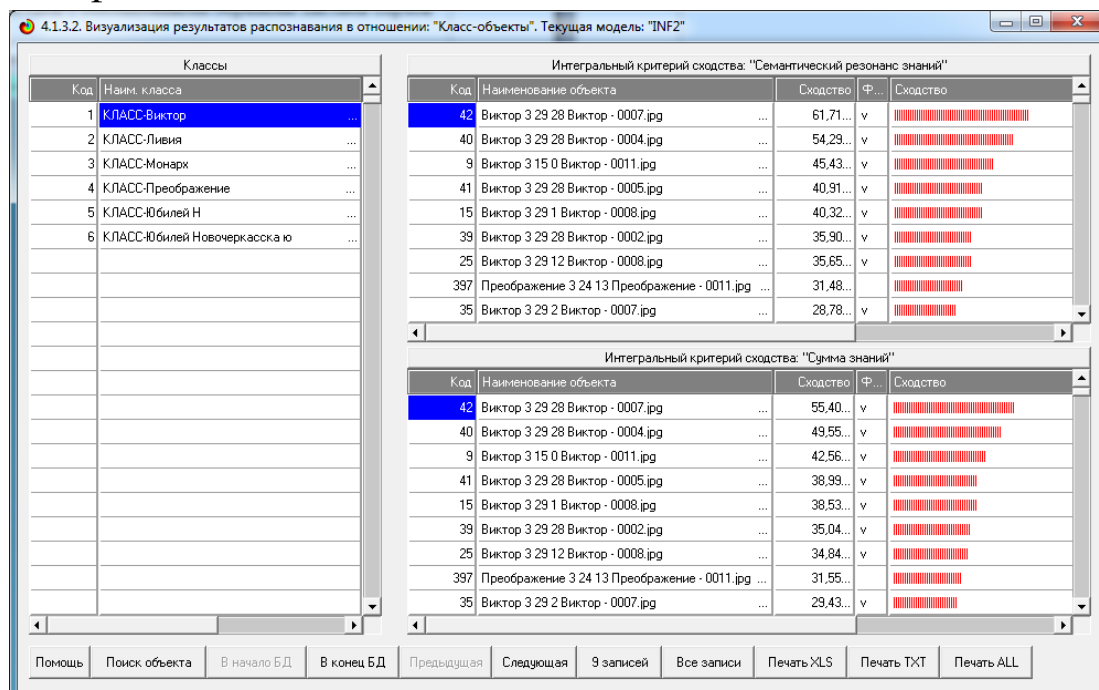 4.1.3.2. Визуализация результатов распознавания в отношении: "Класс-объекты". Текущая модель: "INF2"
Классы
Код Наим. класса
1 КЛАСС-Виктор ...
2 КЛАСС-Ливия ...
3 КЛАСС-Монарх ...
4 КЛАСС-Преображение ...
5 КЛАСС-Юбилей Н ...
6 КЛАСС-Юбилей Новочеркасска ю ...
Интегральный критерий сходства: "Семантический резонанс знаний"
Код Наименование объекта Сходство Ф... Сходство
42 Виктор 3 29 28 Виктор - 0007.jpg ... 61,71... v
40 Виктор 3 29 28 Виктор - 0004.jpg ... 54,29... v
9 Виктор 3 15 0 Виктор - 0011.jpg ... 45,43... v
41 Виктор 3 29 28 Виктор - 0005.jpg ... 40,91... v
15 Виктор 3 29 1 Виктор - 0008.jpg ... 40,32... v
39 Виктор 3 29 28 Виктор - 0002.jpg ... 35,90... v
25 Виктор 3 29 12 Виктор - 0008.jpg ... 35,65... v
397 Преображение 3 24 13 Преображение - 0011.jpg ... 31,48...
35 Виктор 3 29 2 Виктор - 0007.jpg ... 28,78... v
Интегральный критерий сходства: "Сумма знаний"
Код Наименование объекта Сходство Ф... Сходство
42 Виктор 3 29 28 Виктор - 0007.jpg ... 55,40... v
40 Виктор 3 29 28 Виктор - 0004.jpg ... 49,55... v
9 Виктор 3 15 0 Виктор - 0011.jpg ... 42,56... v
41 Виктор 3 29 28 Виктор - 0005.jpg ... 38,99... v
15 Виктор 3 29 1 Виктор - 0008.jpg ... 38,53... v
39 Виктор 3 29 28 Виктор - 0002.jpg ... 35,04... v
25 Виктор 3 29 12 Виктор - 0008.jpg ... 34,84... v
397 Преображение 3 24 13 Преображение - 0011.jpg ... 31,55...
35 Виктор 3 29 2 Виктор - 0007.jpg ... 29,43... v
Помощь Поиск объекта В начало БД В конец БД Предыдущая Следующая 9 записей Все записи Печать XLS Печать TXT Печать ALL